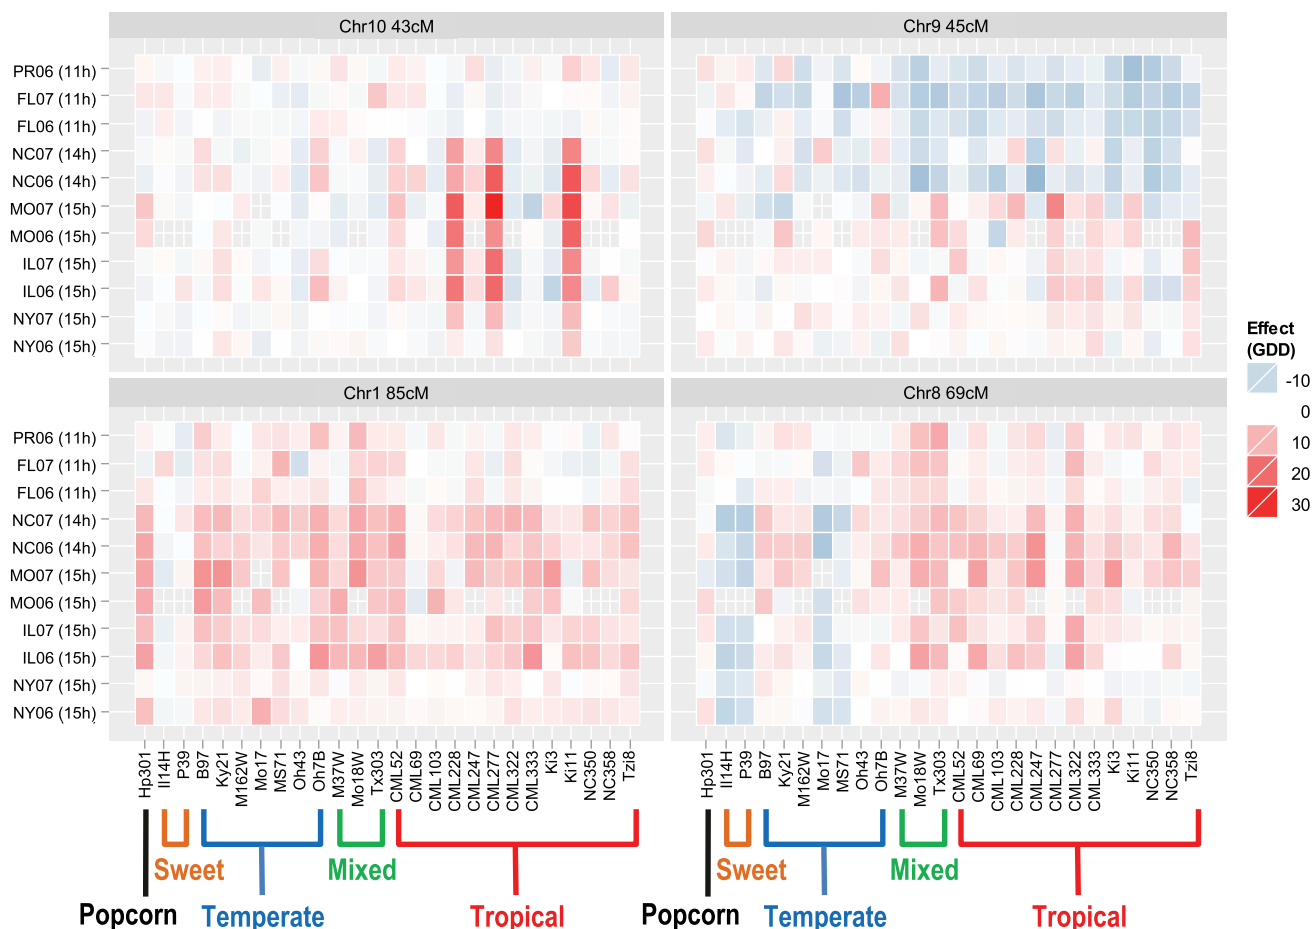 Chr10 43cM
Chr9 45cM
PR06 (11h)
FL07 (11h)
FL06 (11h)
NC07 (14h)
NC06 (14h)
MO07 (15h)
MO06 (15h)
IL07 (15h)
IL06 (15h)
NY07 (15h)
NY06 (15h)
Effect
(GDD)
-10
0
10
20
30
Chr1 85cM
Chr8 69cM
PR06 (11h)
FL07 (11h)
FL06 (11h)
NC07 (14h)
NC06 (14h)
MO07 (15h)
MO06 (15h)
IL07 (15h)
IL06 (15h)
NY07 (15h)
NY06 (15h)
Hp301
Il14H
P39
B97
Ky21
M162W
Mo17
MS71
Oh43
Oh7B
M37W
Mo18W
Tx303
CML52
CML69
CML103
CML228
CML247
CML277
CML322
CML333
Ki3
Ki11
NC350
NC358
Tzi8
Hp301
Il14H
P39
B97
Ky21
M162W
Mo17
MS71
Oh43
Oh7B
M37W
Mo18W
Tx303
CML52
CML69
CML103
CML228
CML247
CML277
CML322
CML333
Ki3
Ki11
NC350
NC358
Tzi8
Sweet
Mixed
Sweet
Mixed
Popcorn
Temperate
Tropical
Popcorn
Temperate
Tropical